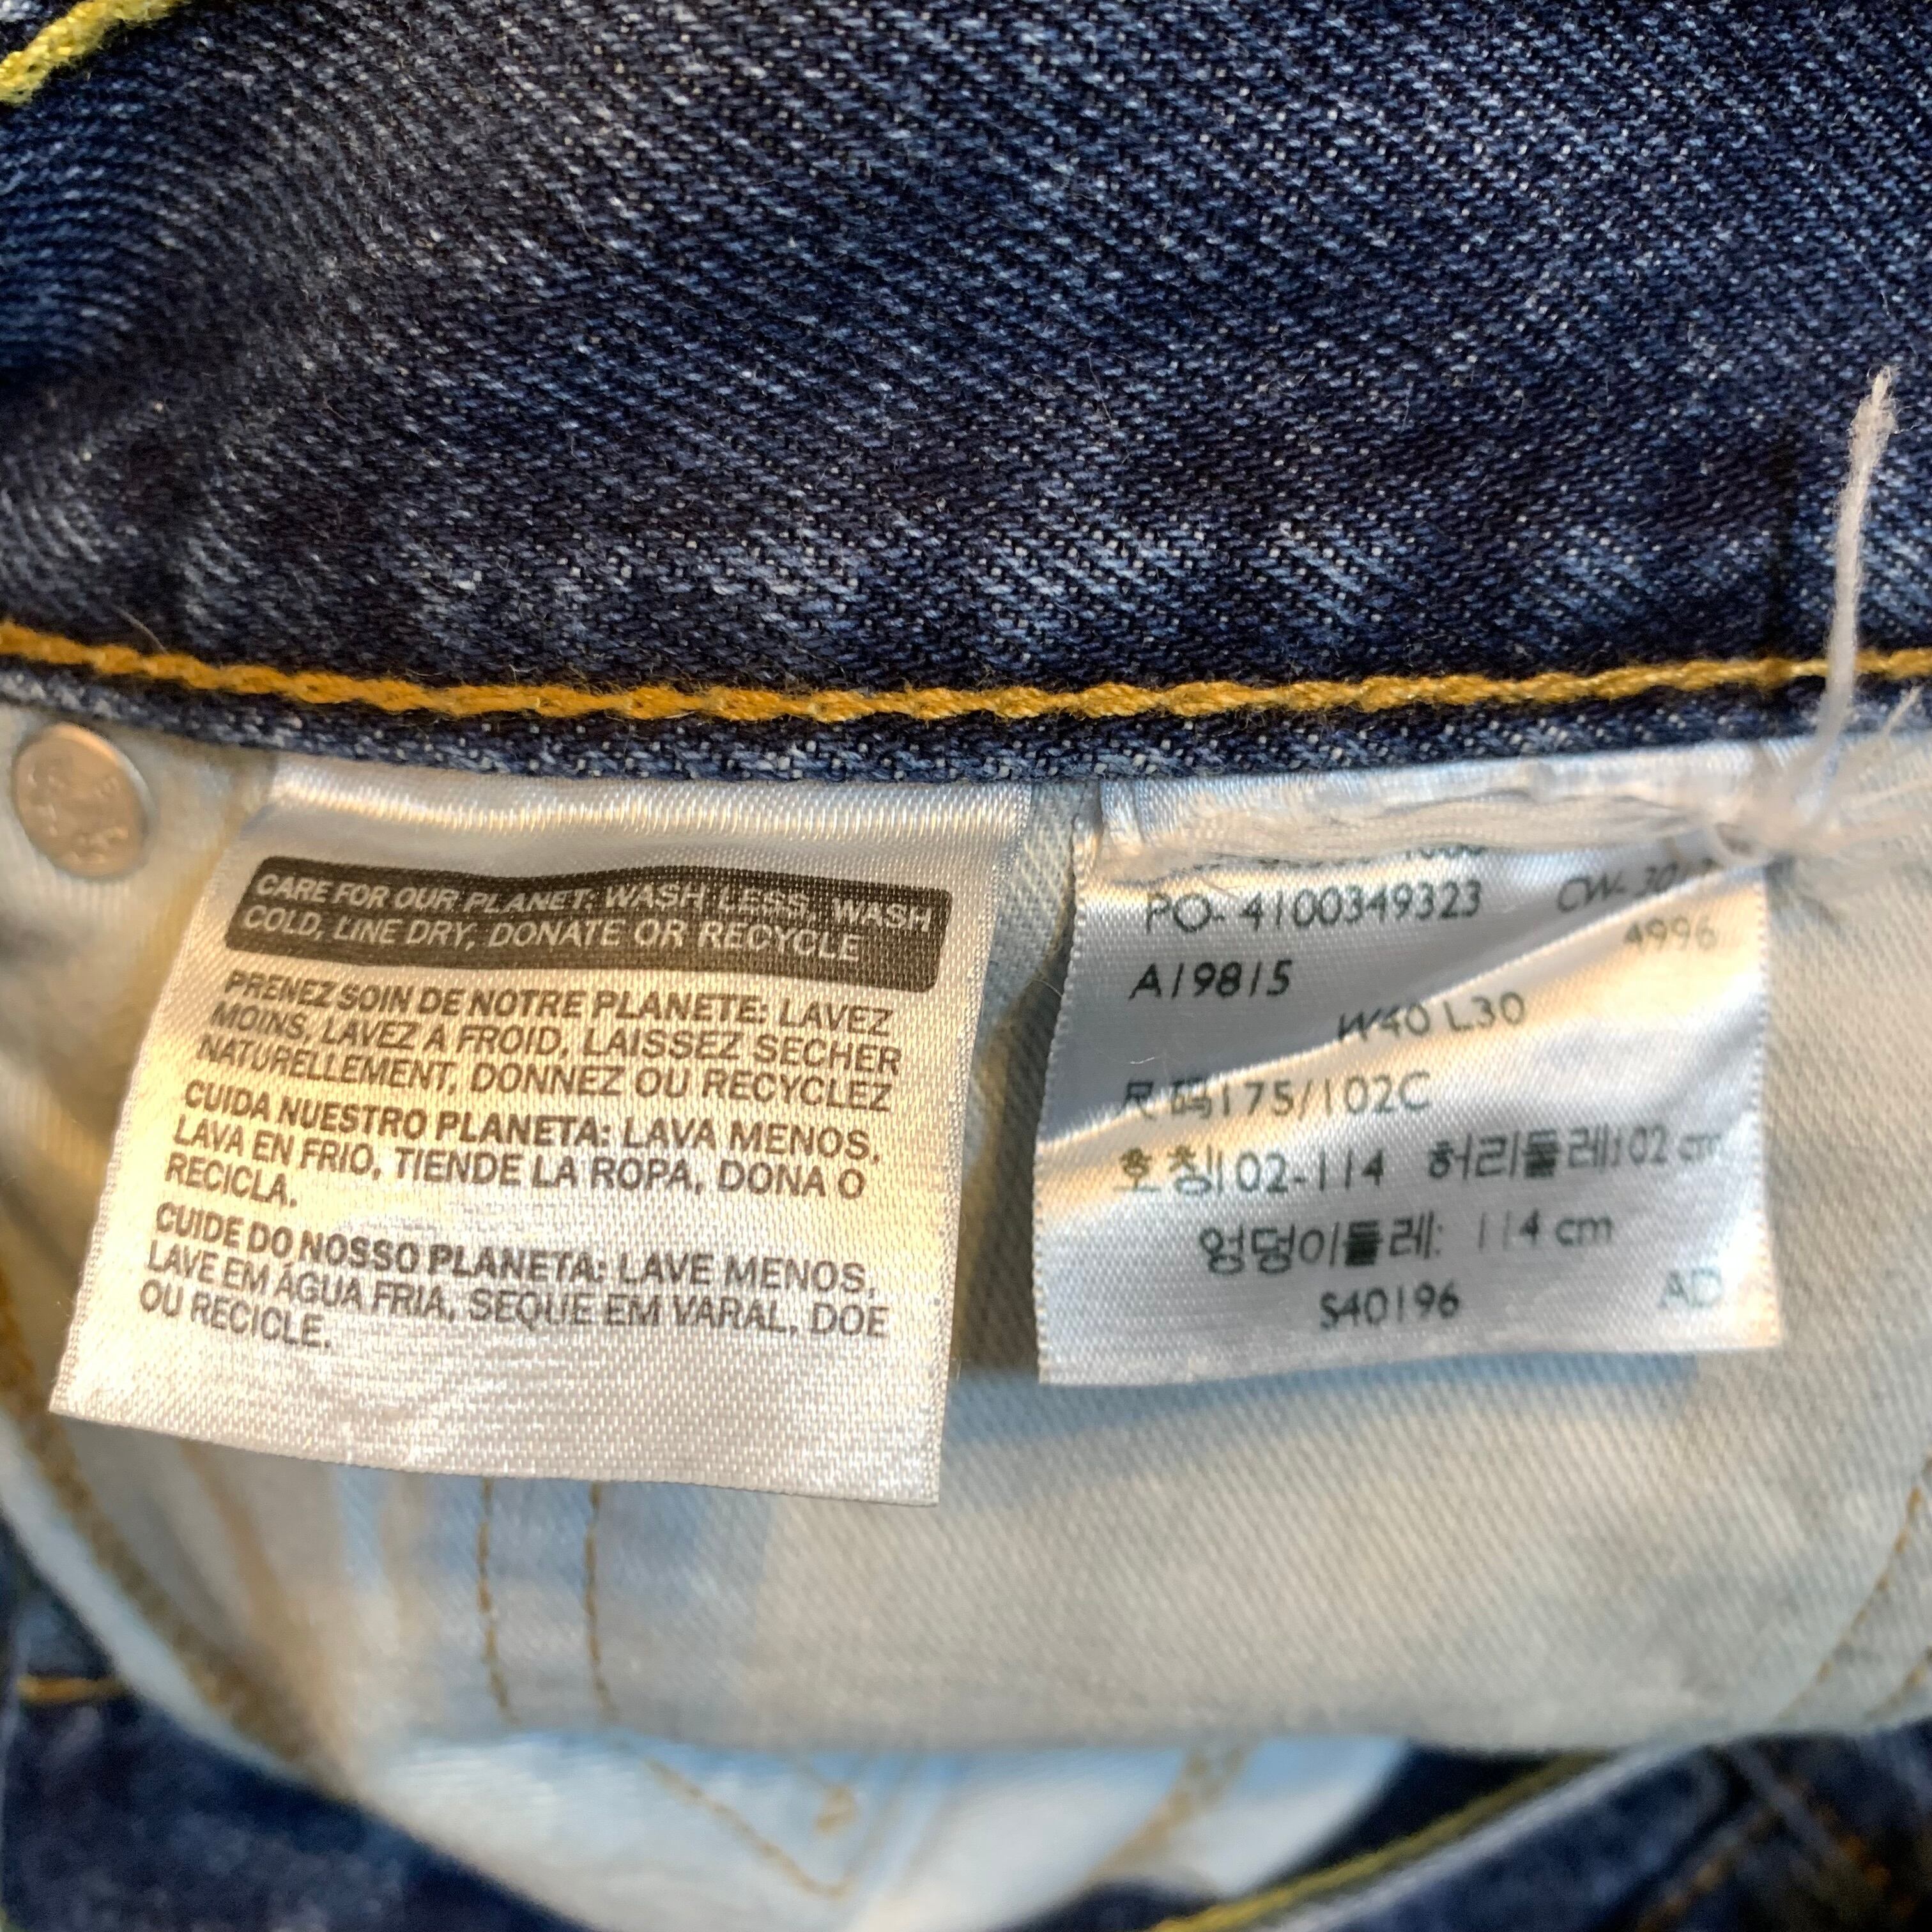 CARE FOR OUR PLANET: WASH LESS, WASH
COLD, LINE DRY, DONATE OR RECYCLE
PRENEZ SOIN DE NOTRE PLANETE: LAVEZ
MOINS, LAVEZ A FROID, LAISSEZ SECHER
NATURELLEMENT, DONNEZ OU RECYCLEZ
CUIDA NUESTRO PLANETA: LAVA MENOS,
LAVA EN FRIO, TIENDE LA ROPA, DONA O
RECICLA.
CUIDE DO NOSSO PLANETA: LAVE MENOS,
LAVE EM ÁGUA FRIA, SEQUE EM VARAL, DOE
OU RECICLE.
PO- 4100349323
4996
A19815
W40 L30
尺码175/102C
호칭102-114 허리둘레:102 cm
엉덩이둘레: 114 cm
S40196 AD